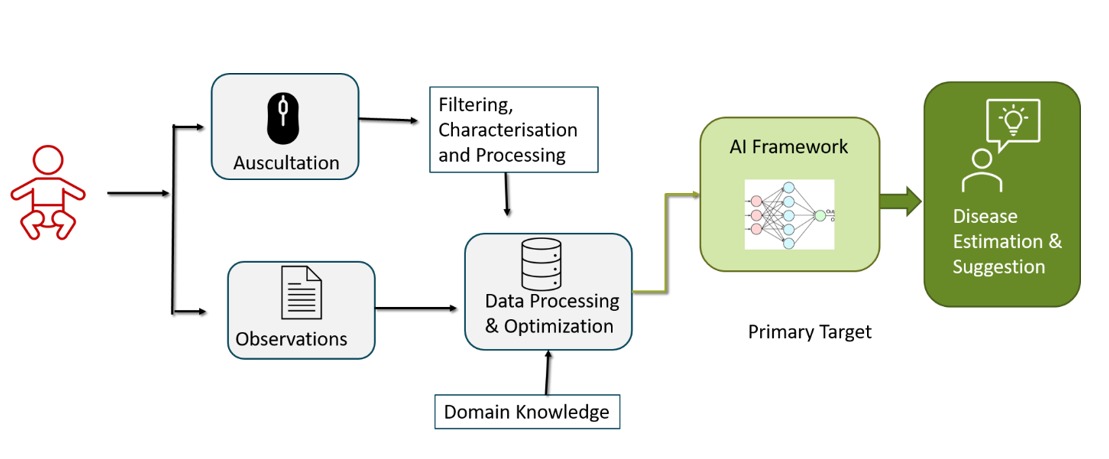 Auscultation
Filtering,
Characterisation
and Processing
Observations
Data Processing
& Optimization
Domain Knowledge
AI Framework
Primary Target
Disease
Estimation &
Suggestion